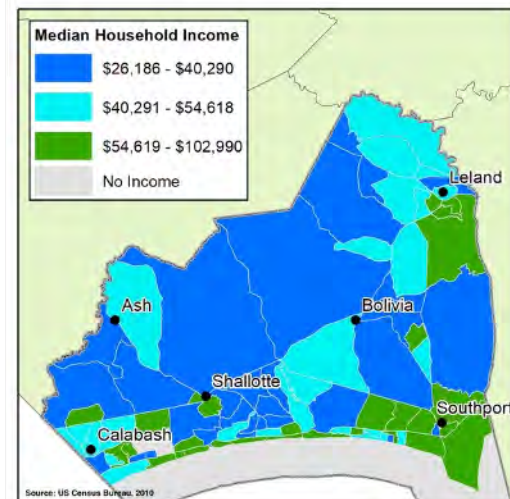 Median Household Income
$26,186 - $40,290
$40,291 - $54,618
$54,619 - $102,990
No Income
Leland
Ash
Bolivia
Shallotte
Southport
Calabash
Source: US Census Bureau, 2010